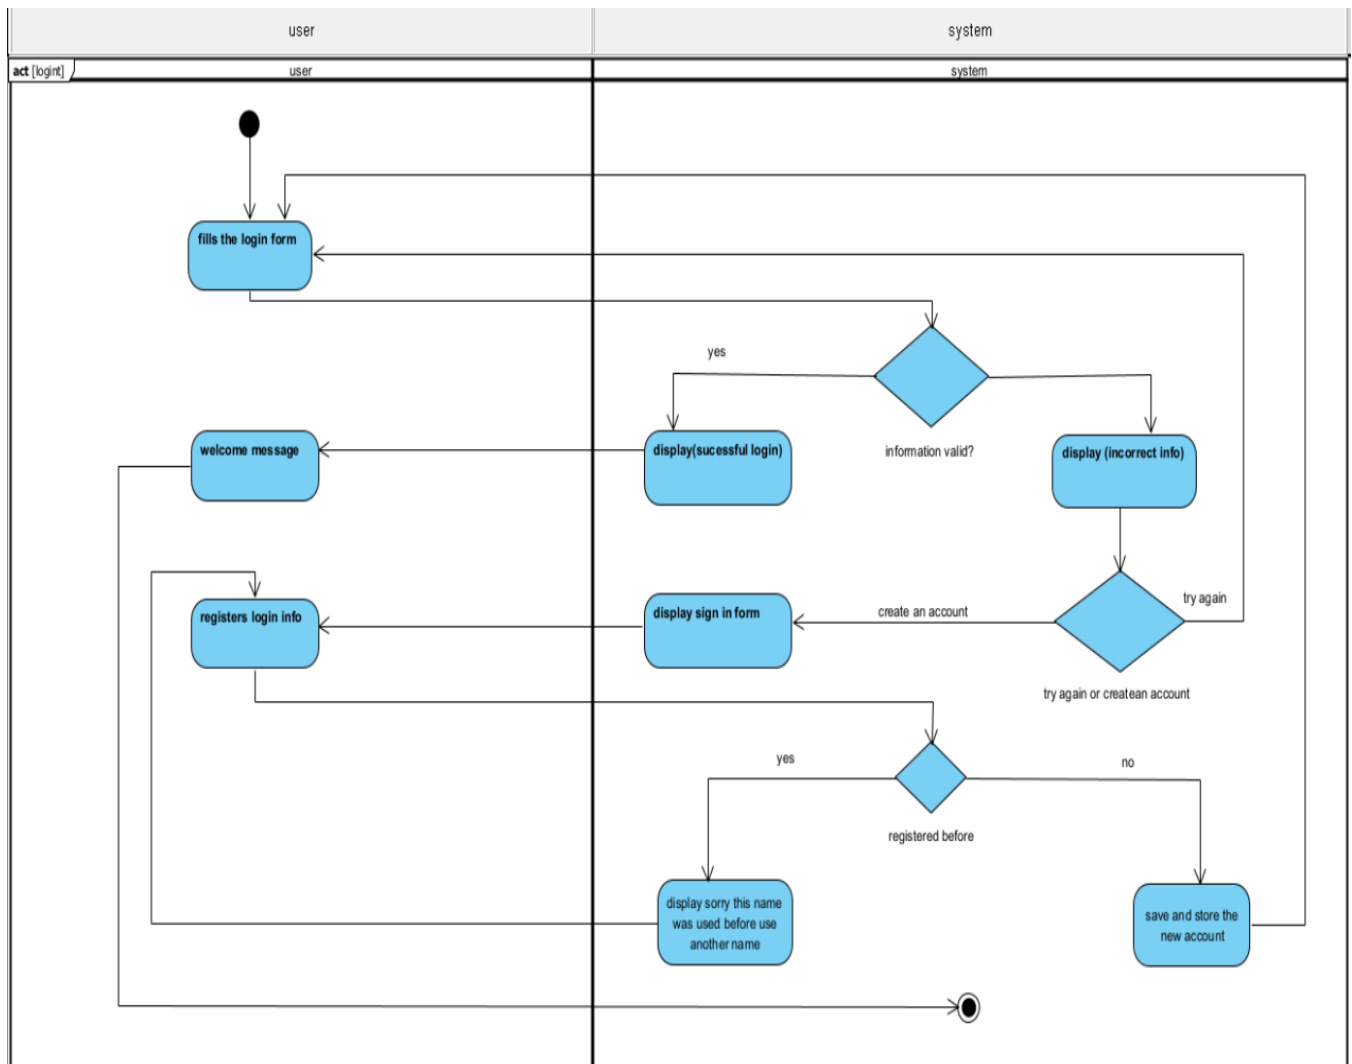 user
system
act [logint]
user
system
fills the login form
yes
information valid?
welcome message
display(sucessful login)
display (incorrect info)
registers login info
display sign in form
create an account
try again
try again or createan account
yes
no
registered before
display sorry this name
was used before use
another name
save and store the
new account